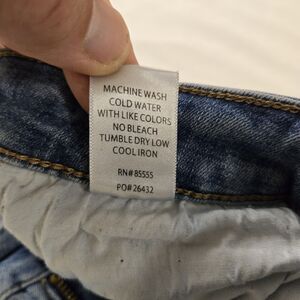 MACHINE WASH
COLD WATER
WITH LIKE COLORS
NO BLEACH
TUMBLE DRY LOW
COOL IRON
RN# 85555
PO# 26432